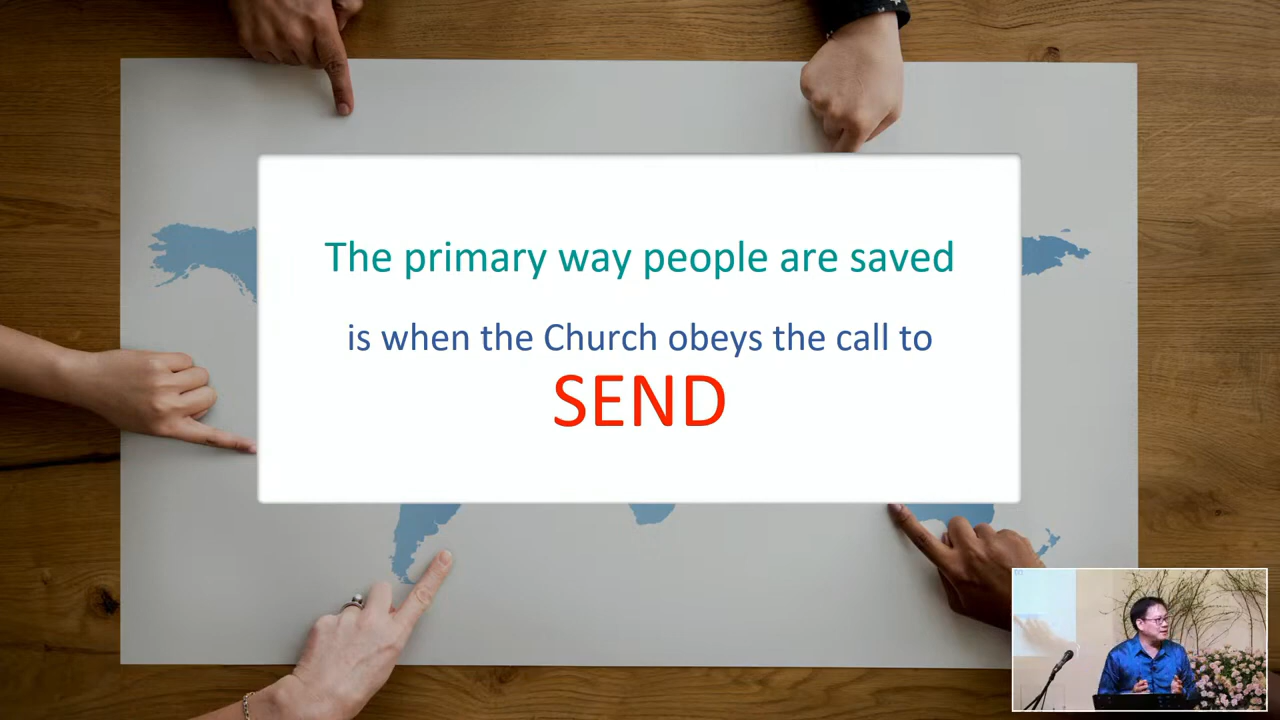 The primary way people are saved
is when the Church obeys the call to
SEND